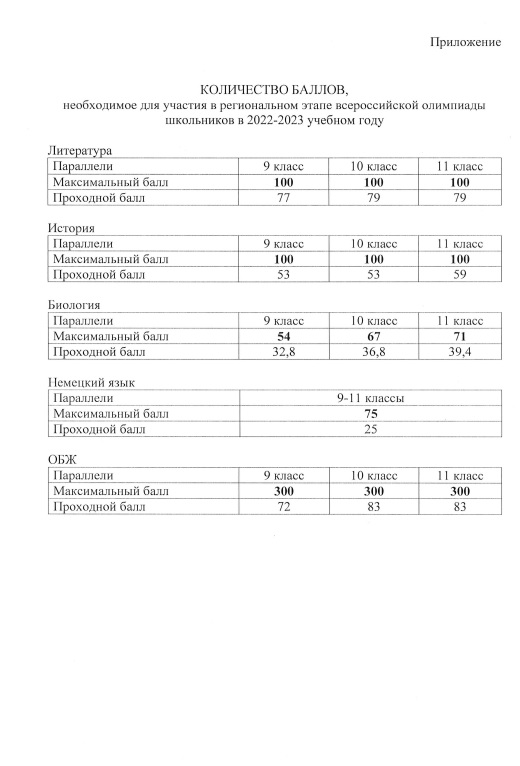 Приложение
КОЛИЧЕСТВО БАЛЛОВ,
необходимое для участия в региональном этапе всероссийской олимпиады
школьников в 2022-2023 учебном году
Литература
Параллели 9 класс 10 класс 11 класс
Максимальный балл 100 100 100
Проходной балл 77 79 79
История
Параллели 9 класс 10 класс 11 класс
Максимальный балл 100 100 100
Проходной балл 53 53 59
Биология
Параллели 9 класс 10 класс 11 класс
Максимальный балл 54 67 71
Проходной балл 32,8 36,8 39,4
Немецкий язык
Параллели 9-11 классы
Максимальный балл 75
Проходной балл 25
ОБЖ
Параллели 9 класс 10 класс 11 класс
Максимальный балл 300 300 300
Проходной балл 72 83 83